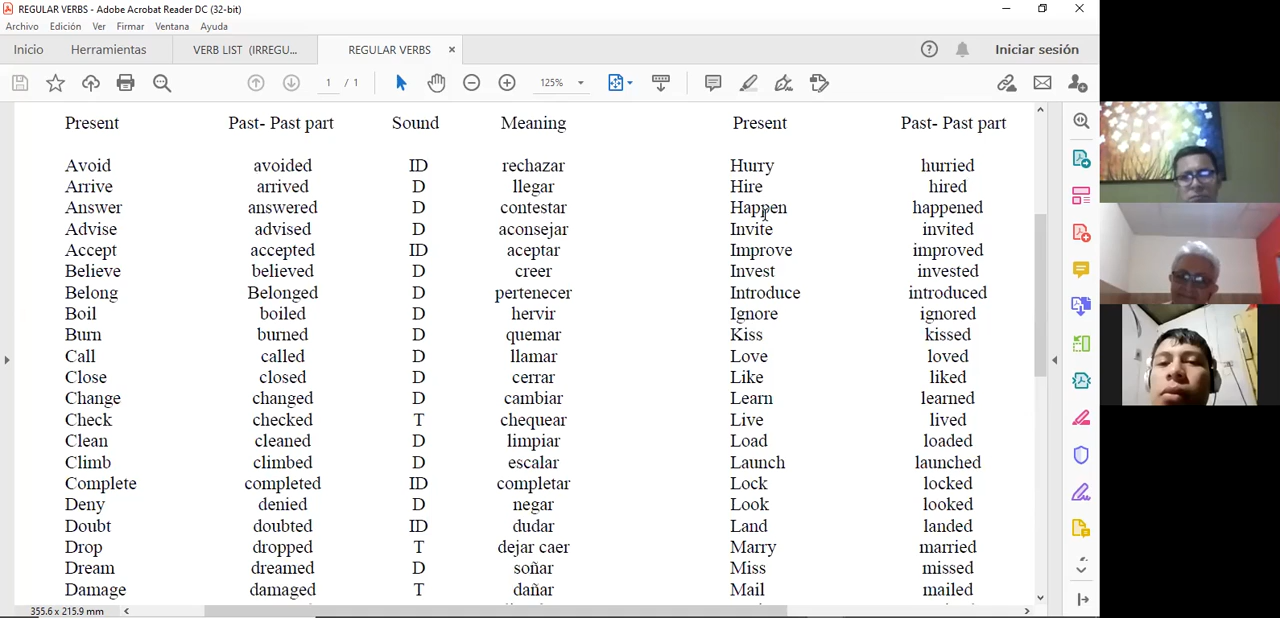 REGULAR VERBS - Adobe Acrobat Reader DC (32-bit)
Archivo Edición Ver Firmar Ventana Ayuda
Inicio Herramientas VERB LIST (IRREGU... REGULAR VERBS × Iniciar sesión
1 / 1 125%
Present Past- Past part Sound Meaning Present Past- Past part
Avoid avoided ID rechazar Hurry hurried
Arrive arrived D llegar Hire hired
Answer answered D contestar Happen happened
Advise advised D aconsejar Invite invited
Accept accepted ID aceptar Improve improved
Believe believed D creer Invest invested
Belong Belonged D pertenecer Introduce introduced
Boil boiled D hervir Ignore ignored
Burn burned D quemar Kiss kissed
Call called D llamar Love loved
Close closed D cerrar Like liked
Change changed D cambiar Learn learned
Check checked T chequear Live lived
Clean cleaned D limpiar Load loaded
Climb climbed D escalar Launch launched
Complete completed ID completar Lock locked
Deny denied D negar Look looked
Doubt doubted ID dudar Land landed
Drop dropped T dejar caer Marry married
Dream dreamed D soñar Miss missed
Damage damaged T dañar Mail mailed
355.6 x 215.9 mm